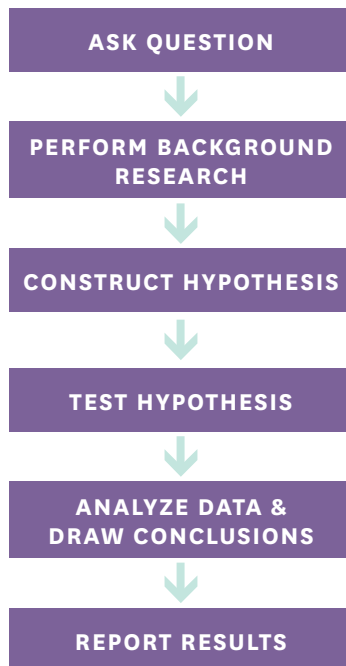 ASK QUESTION
PERFORM BACKGROUND
RESEARCH
CONSTRUCT HYPOTHESIS
TEST HYPOTHESIS
ANALYZE DATA &
DRAW CONCLUSIONS
REPORT RESULTS